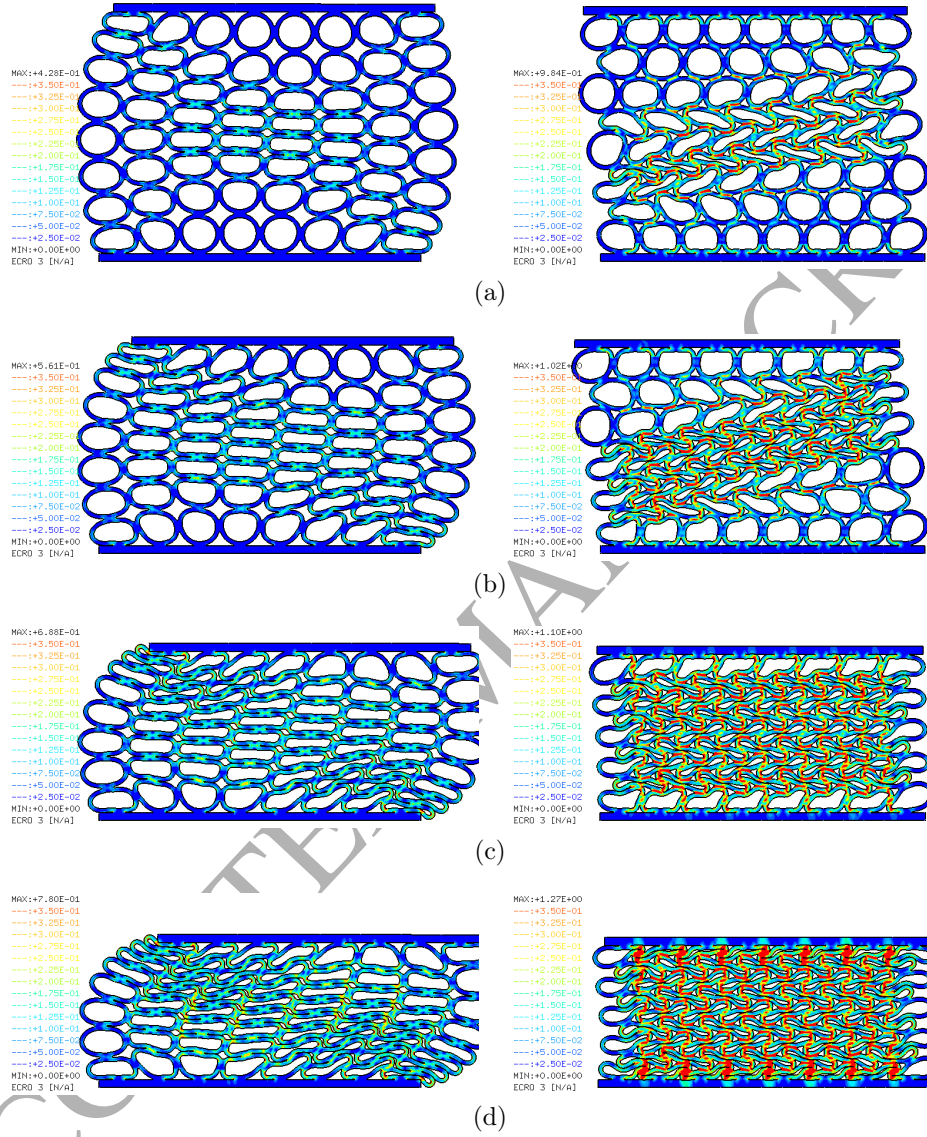 MAX:+4.28E-01
---:+3.50E-01
---:+3.25E-01
---:+3.00E-01
---:+2.75E-01
---:+2.50E-01
---:+2.25E-01
---:+2.00E-01
---:+1.75E-01
---:+1.50E-01
---:+1.25E-01
---:+1.00E-01
---:+7.50E-02
---:+5.00E-02
---:+2.50E-02
MIN:+0.00E+00
ECRO 3 [N/A]
MAX:+9.84E-01
---:+3.50E-01
---:+3.25E-01
---:+3.00E-01
---:+2.75E-01
---:+2.50E-01
---:+2.25E-01
---:+2.00E-01
---:+1.75E-01
---:+1.50E-01
---:+1.25E-01
---:+1.00E-01
---:+7.50E-02
---:+5.00E-02
---:+2.50E-02
MIN:+0.00E+00
ECRO 3 [N/A]
(a)
MAX:+5.61E-01
---:+3.50E-01
---:+3.25E-01
---:+3.00E-01
---:+2.75E-01
---:+2.50E-01
---:+2.25E-01
---:+2.00E-01
---:+1.75E-01
---:+1.50E-01
---:+1.25E-01
---:+1.00E-01
---:+7.50E-02
---:+5.00E-02
---:+2.50E-02
MIN:+0.00E+00
ECRO 3 [N/A]
MAX:+1.02E+00
---:+3.50E-01
---:+3.25E-01
---:+3.00E-01
---:+2.75E-01
---:+2.50E-01
---:+2.25E-01
---:+2.00E-01
---:+1.75E-01
---:+1.50E-01
---:+1.25E-01
---:+1.00E-01
---:+7.50E-02
---:+5.00E-02
---:+2.50E-02
MIN:+0.00E+00
ECRO 3 [N/A]
(b)
MAX:+6.88E-01
---:+3.50E-01
---:+3.25E-01
---:+3.00E-01
---:+2.75E-01
---:+2.50E-01
---:+2.25E-01
---:+2.00E-01
---:+1.75E-01
---:+1.50E-01
---:+1.25E-01
---:+1.00E-01
---:+7.50E-02
---:+5.00E-02
---:+2.50E-02
MIN:+0.00E+00
ECRO 3 [N/A]
MAX:+1.10E+00
---:+3.50E-01
---:+3.25E-01
---:+3.00E-01
---:+2.75E-01
---:+2.50E-01
---:+2.25E-01
---:+2.00E-01
---:+1.75E-01
---:+1.50E-01
---:+1.25E-01
---:+1.00E-01
---:+7.50E-02
---:+5.00E-02
---:+2.50E-02
MIN:+0.00E+00
ECRO 3 [N/A]
(c)
MAX:+7.80E-01
---:+3.50E-01
---:+3.25E-01
---:+3.00E-01
---:+2.75E-01
---:+2.50E-01
---:+2.25E-01
---:+2.00E-01
---:+1.75E-01
---:+1.50E-01
---:+1.25E-01
---:+1.00E-01
---:+7.50E-02
---:+5.00E-02
---:+2.50E-02
MIN:+0.00E+00
ECRO 3 [N/A]
MAX:+1.27E+00
---:+3.50E-01
---:+3.25E-01
---:+3.00E-01
---:+2.75E-01
---:+2.50E-01
---:+2.25E-01
---:+2.00E-01
---:+1.75E-01
---:+1.50E-01
---:+1.25E-01
---:+1.00E-01
---:+7.50E-02
---:+5.00E-02
---:+2.50E-02
MIN:+0.00E+00
ECRO 3 [N/A]
(d)